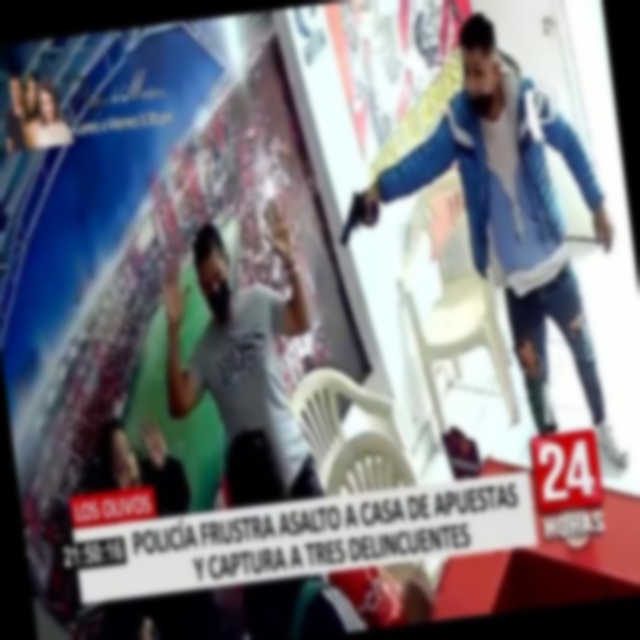 LOS OLIVOS
POLICÍA FRUSTRA ASALTO A CASA DE APUESTAS
Y CAPTURA A TRES DELINCUENTES
24
HORAS